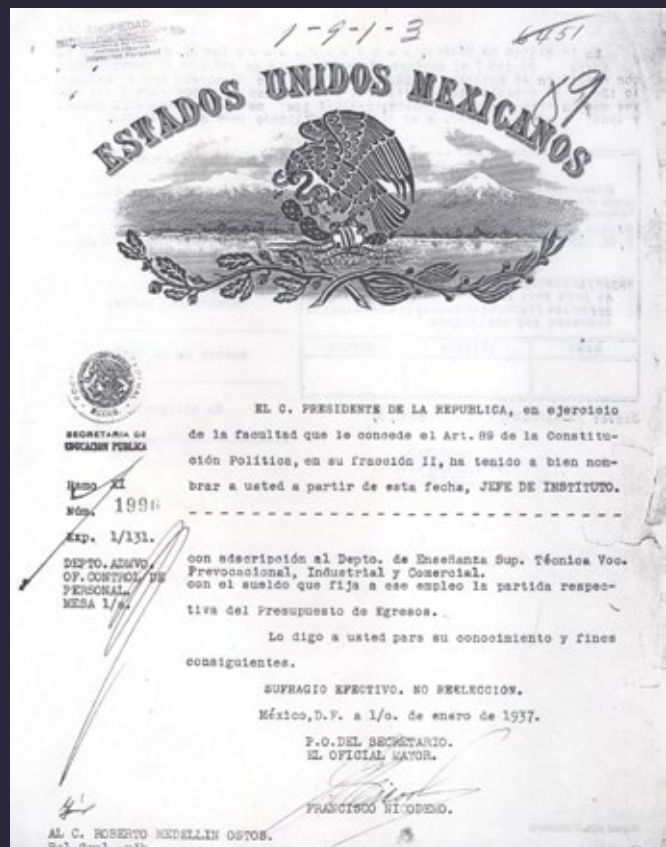 PROPIEDAD
1-9-1-3
6451
89
ESTADOS UNIDOS MEXICANOS
SECRETARIA DE
EDUCACION PUBLICA
EL C. PRESIDENTE DE LA REPUBLICA, en ejercicio
de la facultad que le concede el Art. 89 de la Constitu-
ción Política, en su fracción II, ha tenido a bien nom-
brar a usted a partir de esta fecha, JEFE DE INSTITUTO.
Ramo XI
Núm. 1996
Exp. 1/131.
DEPTO. ADMVO.
OF. CONTROL DE
PERSONAL.
MESA 1/a.
con adscripción al Depto. de Enseñanza Sup. Técnica Voc.
Prevocacional, Industrial y Comercial.
con el sueldo que fija a ese empleo la partida respec-
tiva del Presupuesto de Egresos.
Lo digo a usted para su conocimiento y fines
consiguientes.
SUFRAGIO EFECTIVO. NO REELECCION.
México, D.F. a 1/o. de enero de 1937.
P.O. DEL SECRETARIO.
EL OFICIAL MAYOR.
FRANCISCO NICODEMO.
AL C. ROBERTO MEDELLIN OSTOS.